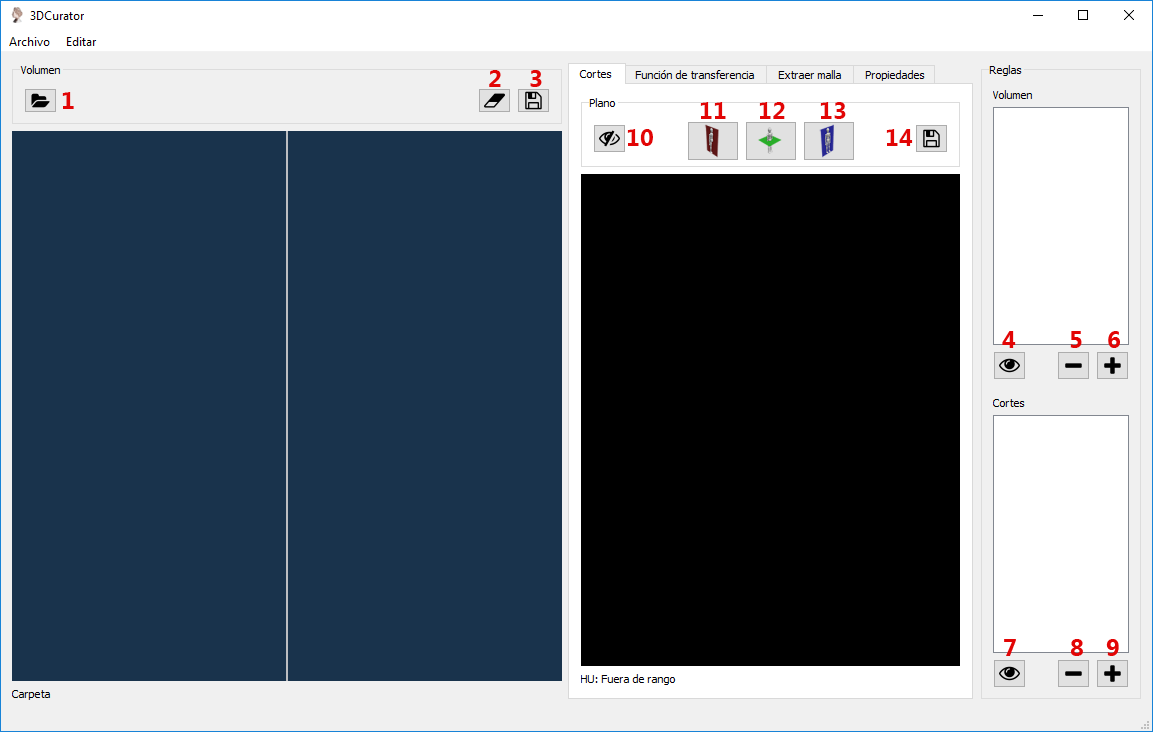 3DCurator
Archivo Editar
Volumen
1
2
3
Carpeta
Cortes Función de transferencia Extraer malla Propiedades
Plano
10
11
12
13
14
HU: Fuera de rango
Reglas
Volumen
4
5
6
Cortes
7
8
9